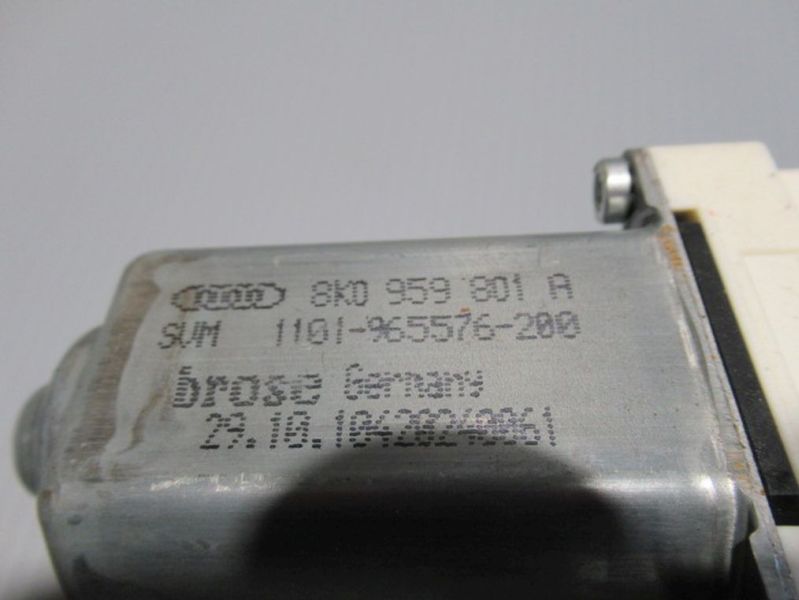 8K0 959 801 A
SWM 1101-965576-200
brose Germany
29.10.10420240061